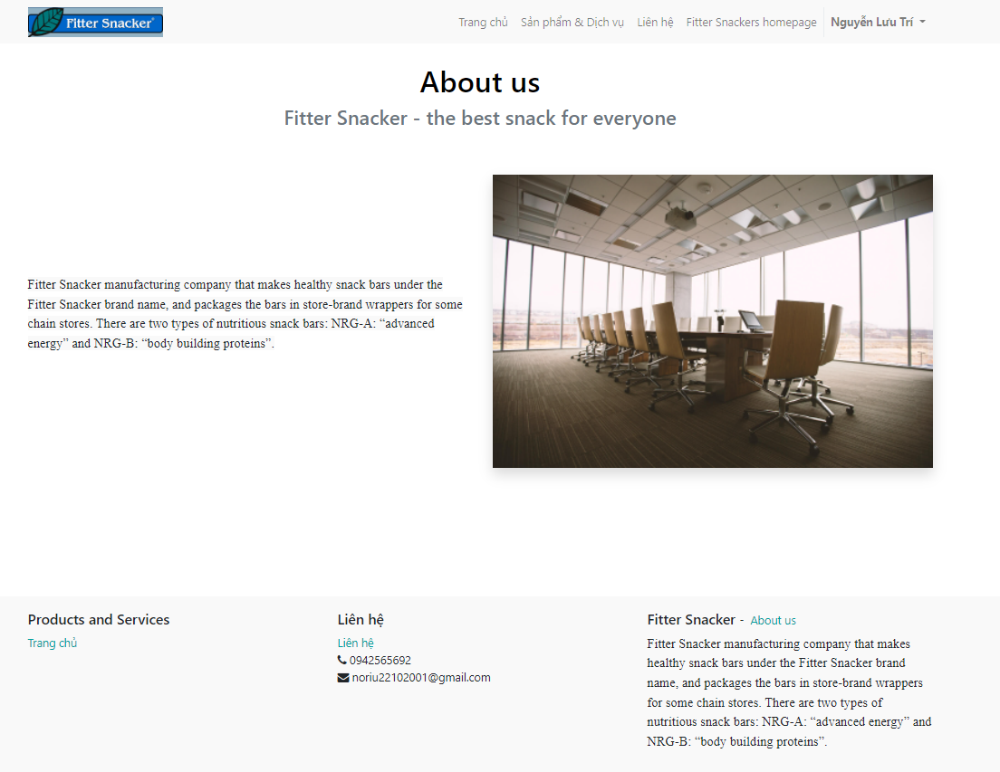 Fitter Snacker®
Trang chủ Sản phẩm & Dịch vụ Liên hệ Fitter Snackers homepage Nguyễn Lưu Trí
About us
Fitter Snacker - the best snack for everyone
Fitter Snacker manufacturing company that makes healthy snack bars under the
Fitter Snacker brand name, and packages the bars in store-brand wrappers for some
chain stores. There are two types of nutritious snack bars: NRG-A: “advanced
energy” and NRG-B: “body building proteins”.
Products and Services
Trang chủ
Liên hệ
Liên hệ
0942565692
noriu22102001@gmail.com
Fitter Snacker - About us
Fitter Snacker manufacturing company that makes
healthy snack bars under the Fitter Snacker brand
name, and packages the bars in store-brand wrappers
for some chain stores. There are two types of
nutritious snack bars: NRG-A: “advanced energy” and
NRG-B: “body building proteins”.